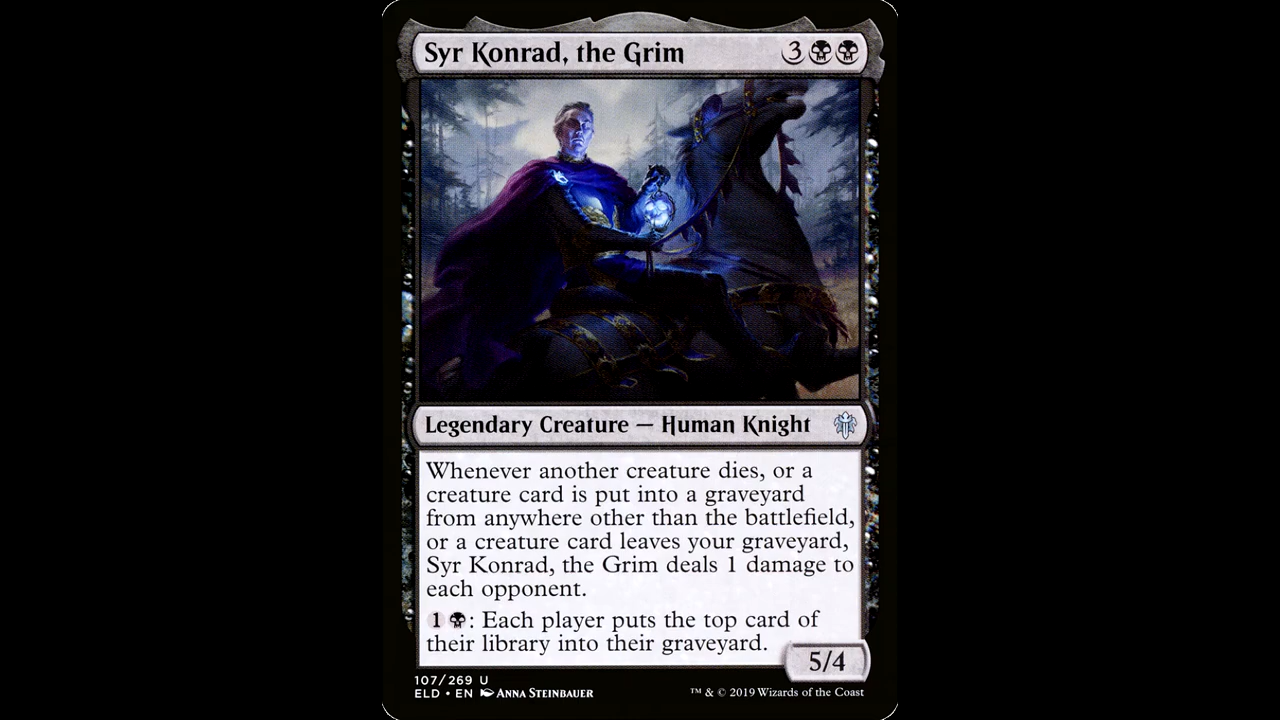 Syr Konrad, the Grim 3
Legendary Creature — Human Knight
Whenever another creature dies, or a
creature card is put into a graveyard
from anywhere other than the battlefield,
or a creature card leaves your graveyard,
Syr Konrad, the Grim deals 1 damage to
each opponent.
1 : Each player puts the top card of
their library into their graveyard.
5/4
107/269 U
ELD • EN ANNA STEINBAUER
™ & © 2019 Wizards of the Coast